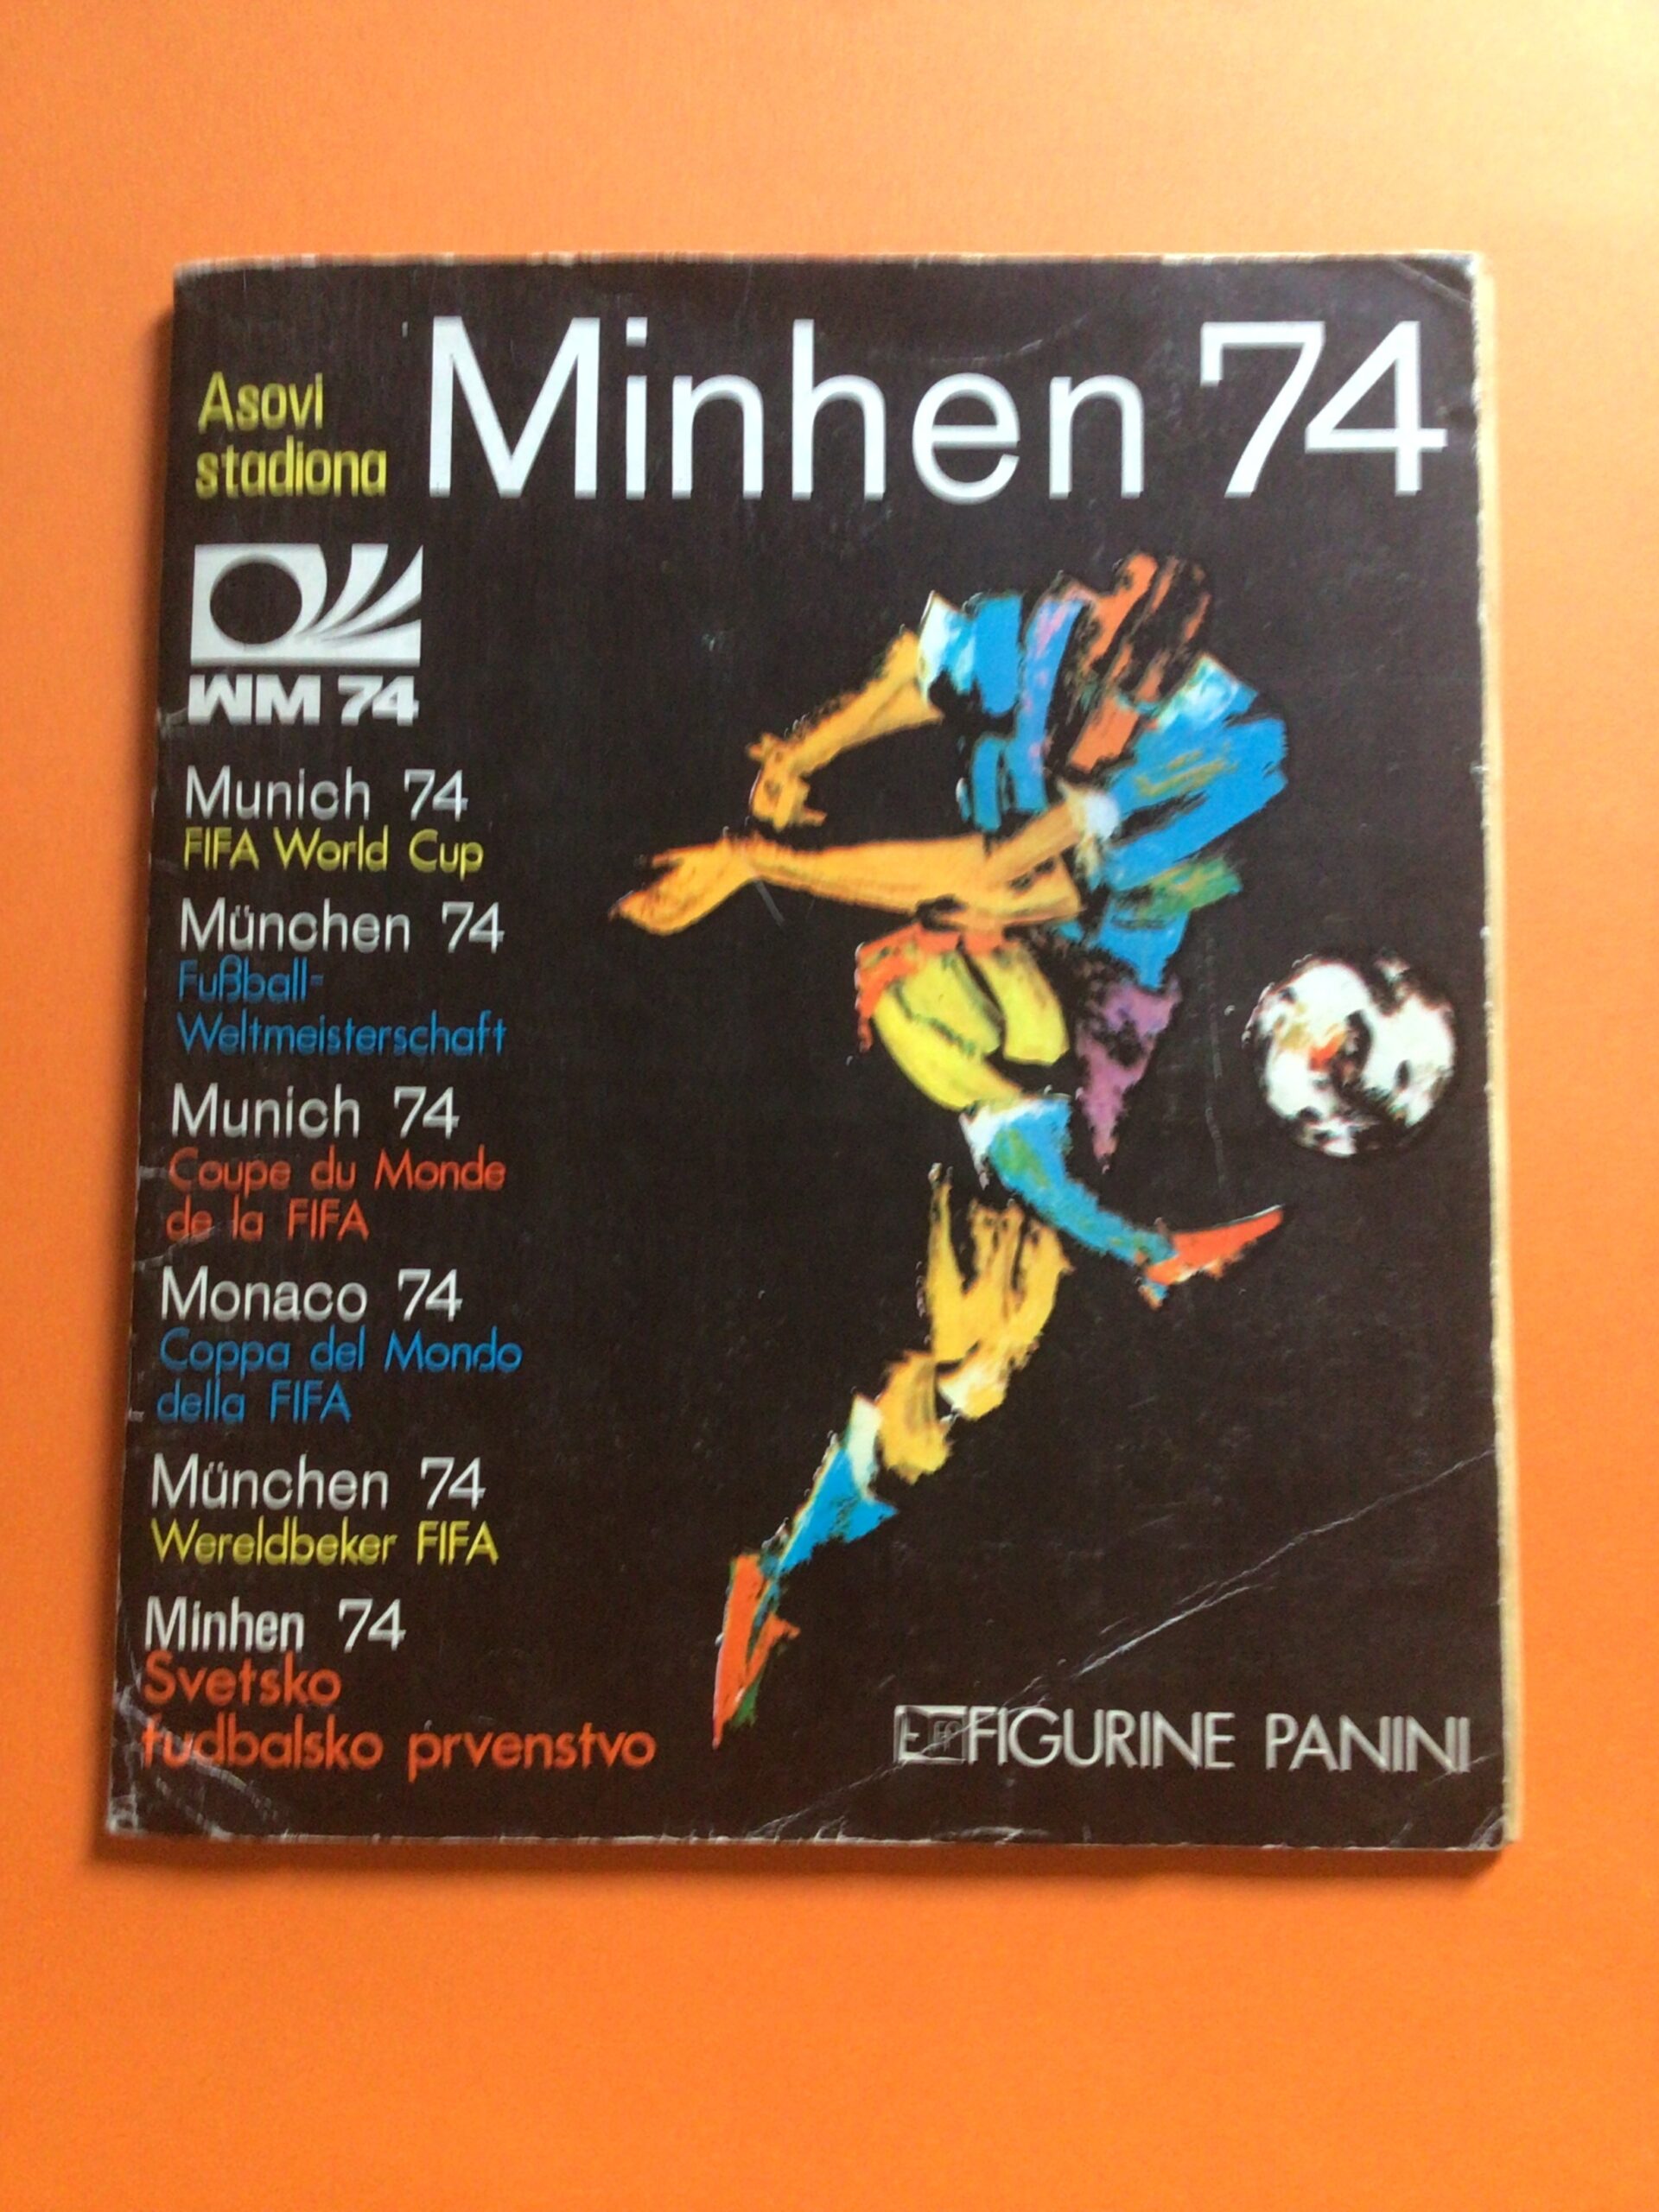 Asovi
stadiona
Minhen 74
WM 74
Munich 74
FIFA World Cup
München 74
Fußball-
Weltmeisterschaft
Munich 74
Coupe du Monde
de la FIFA
Monaco 74
Coppa del Mondo
della FIFA
München 74
Wereldbeker FIFA
Minhen 74
Svetsko
fudbalsko prvenstvo
FIGURINE PANINI